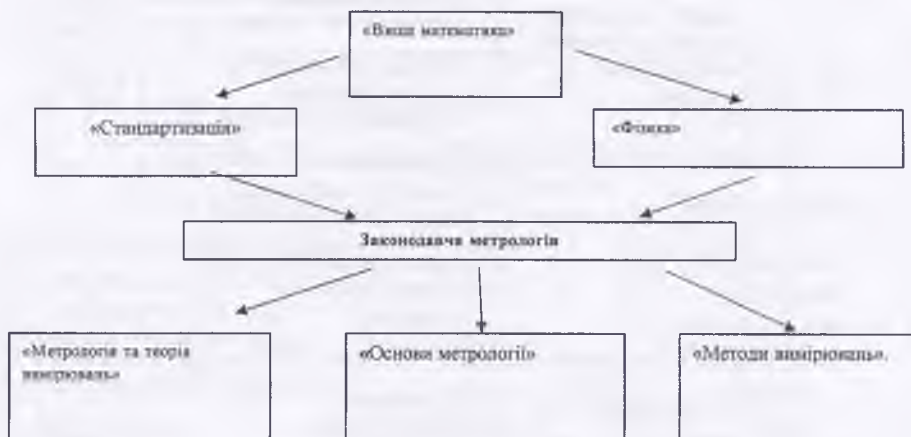 «Вища математика»
«Стандартизація»
«Фізика»
Законодавча метрологія
«Метрологія та теорія
вимірювань»
«Основи метрології»
«Методи вимірювань».